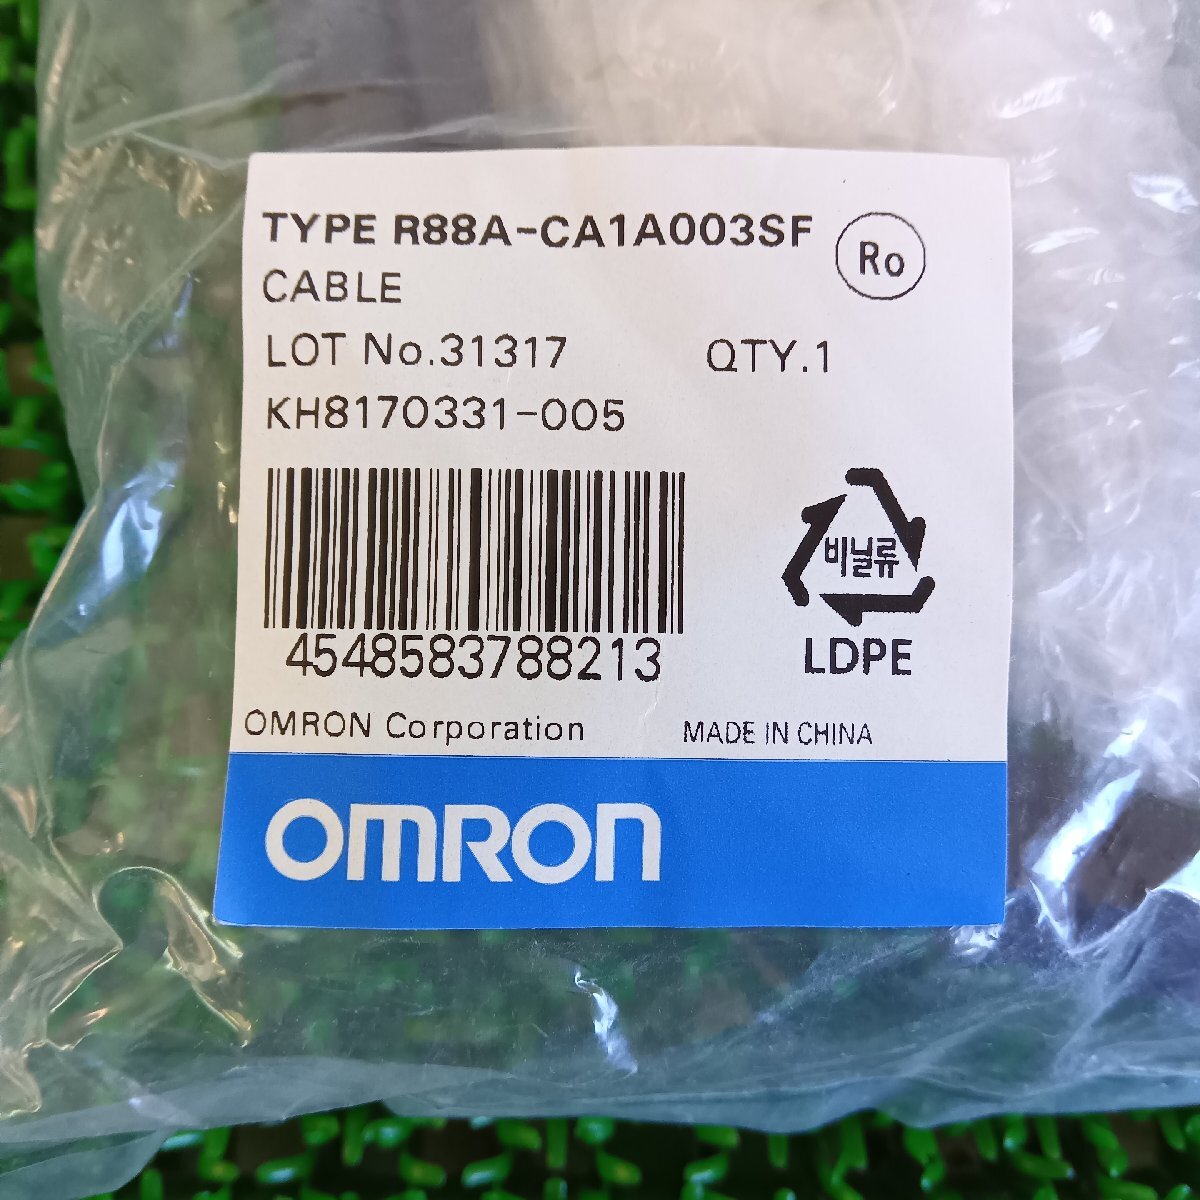 TYPE R88A-CA1A003SF
Ro
CABLE
LOT No.31317 QTY.1
KH8170331-005
비닐류
LDPE
4548583788213
OMRON Corporation MADE IN CHINA
OMRON